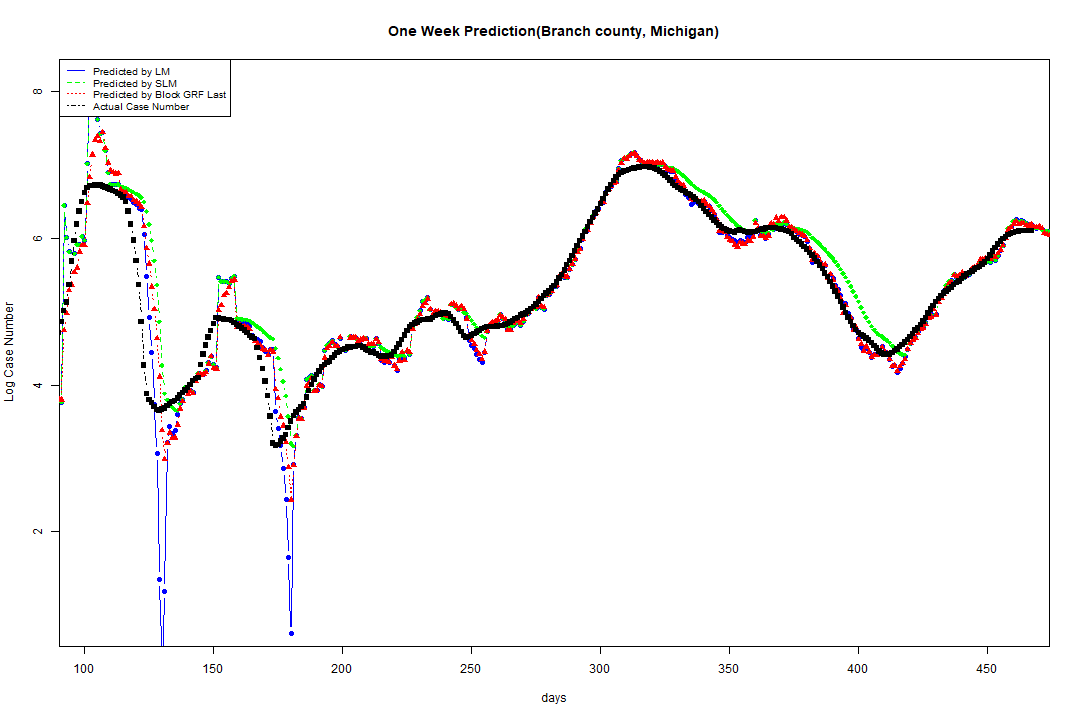 One Week Prediction(Branch county, Michigan)
Predicted by LM
Predicted by SLM
Predicted by Block GRF Last
Actual Case Number
8
6
4
2
Log Case Number
100 150 200 250 300 350 400 450
days